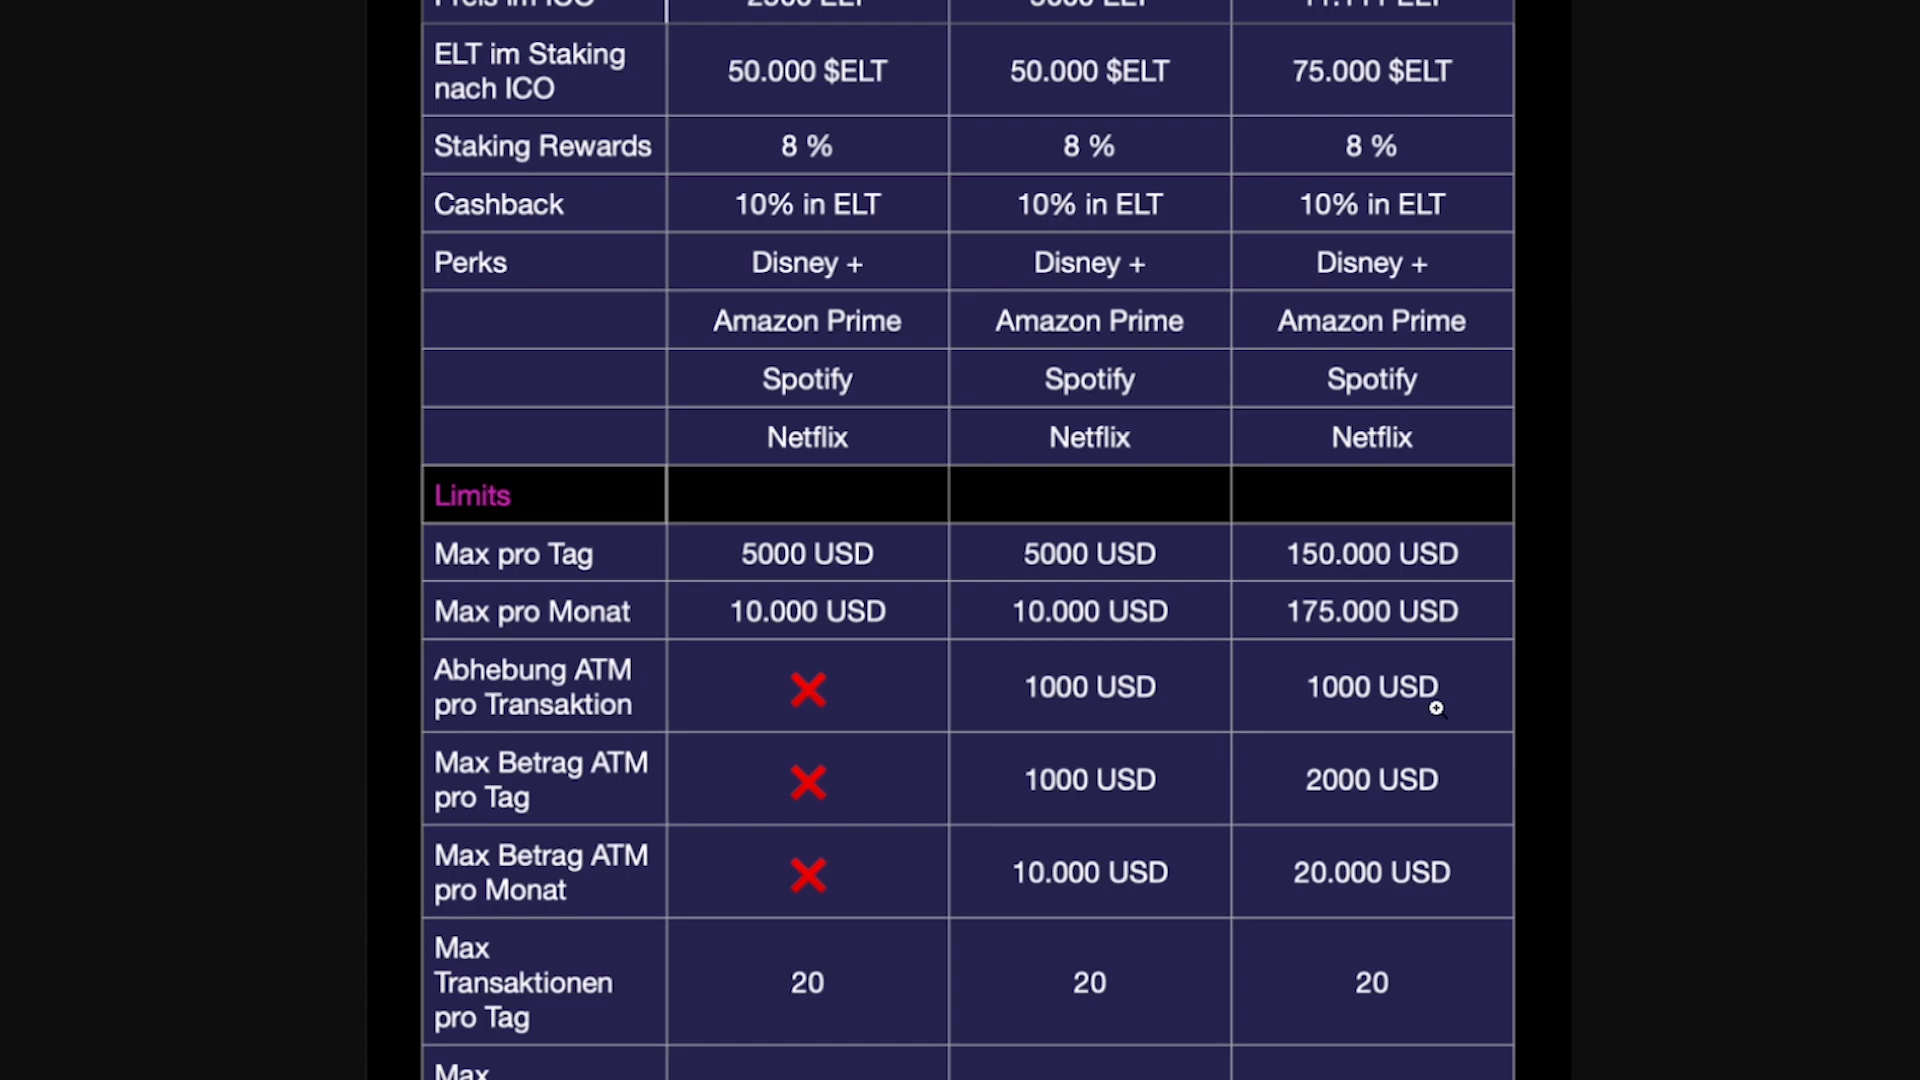 Preis im ICO
ELT im Staking
nach ICO
50.000 $ELT
50.000 $ELT
75.000 $ELT
Staking Rewards
8 %
8 %
8 %
Cashback
10% in ELT
10% in ELT
10% in ELT
Perks
Disney +
Disney +
Disney +
Amazon Prime
Amazon Prime
Amazon Prime
Spotify
Spotify
Spotify
Netflix
Netflix
Netflix
Limits
Max pro Tag
5000 USD
5000 USD
150.000 USD
Max pro Monat
10.000 USD
10.000 USD
175.000 USD
Abhebung ATM
pro Transaktion
1000 USD
1000 USD
Max Betrag ATM
pro Tag
1000 USD
2000 USD
Max Betrag ATM
pro Monat
10.000 USD
20.000 USD
Max
Transaktionen
pro Tag
20
20
20
Max